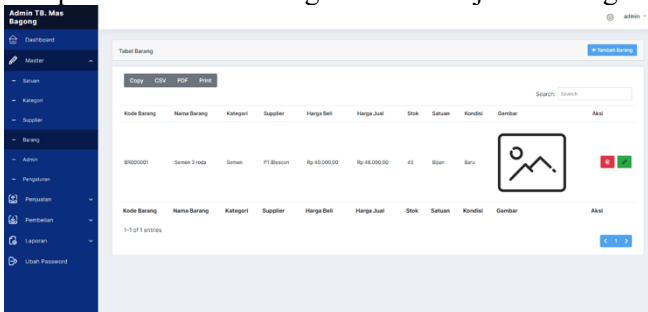 Admin TB. Mas
Bagong
admin
Dashboard
Master
Satuan
Kategori
Supplier
Barang
Admin
Pengaturan
Penjualan
Pembelian
Laporan
Ubah Password
Tabel Barang
+ Tambah Barang
Copy CSV PDF Print
Search: Search
Kode Barang Nama Barang Kategori Supplier Harga Beli Harga Jual Stok Satuan Kondisi Gambar Aksi
BR000001 Semen 3 roda Semen PT.Blescon Rp 40.000,00 Rp 46.000,00 45 Bijian Baru
Kode Barang Nama Barang Kategori Supplier Harga Beli Harga Jual Stok Satuan Kondisi Gambar Aksi
1-1 of 1 entries
1